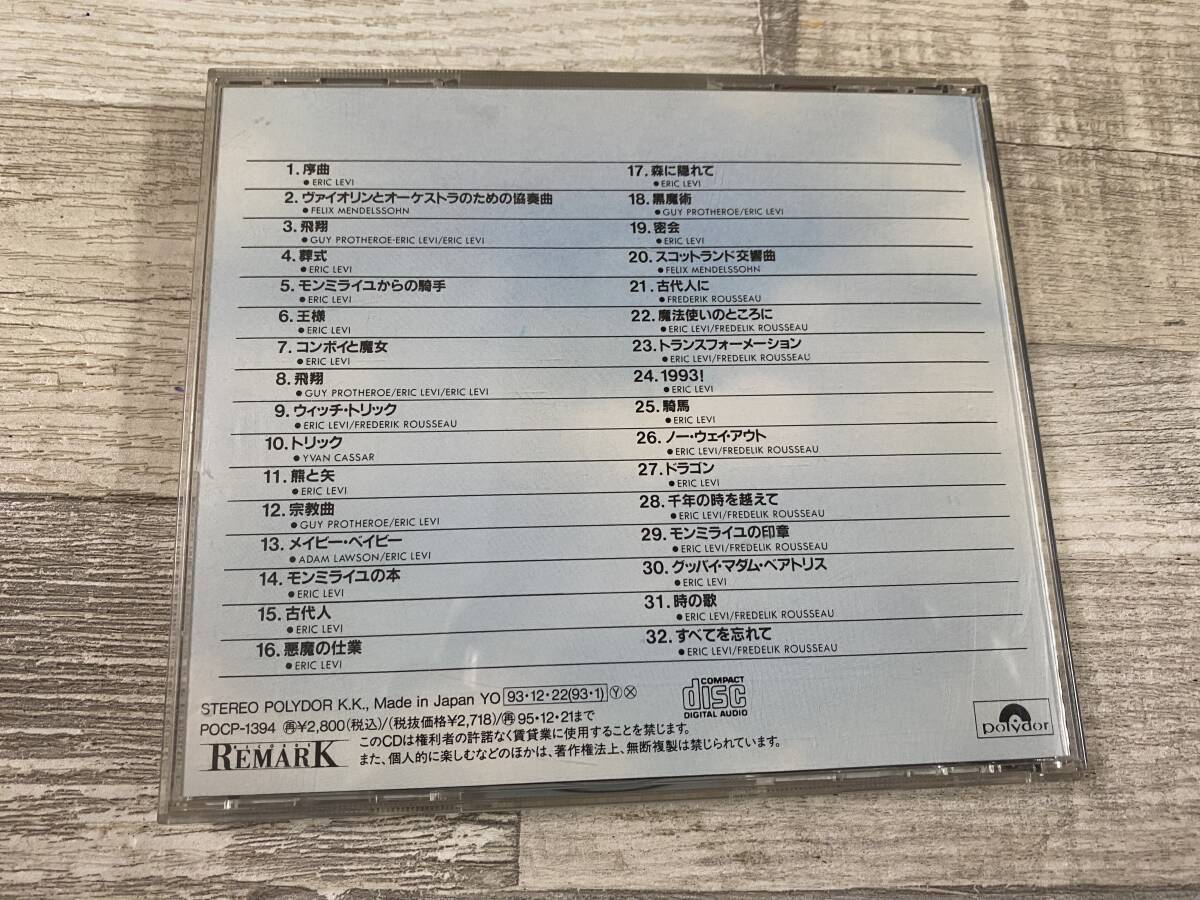 1. 序曲
● ERIC LEVI
2. ヴァイオリンとオーケストラのための協奏曲
● FELIX MENDELSSOHN
3. 飛翔
● GUY PROTHEROE-ERIC LEVI/ERIC LEVI
4. 葬式
● ERIC LEVI
5. モンミライユからの騎手
● ERIC LEVI
6. 王様
● ERIC LEVI
7. コンボイと魔女
● ERIC LEVI
8. 飛翔
● GUY PROTHEROE/ERIC LEVI/ERIC LEVI
9. ウィッチ・トリック
● ERIC LEVI/FREDERIK ROUSSEAU
10. トリック
● YVAN CASSAR
11. 熊と矢
● ERIC LEVI
12. 宗教曲
● GUY PROTHEROE/ERIC LEVI
13. メイビー・ベイビー
● ADAM LAWSON/ERIC LEVI
14. モンミライユの本
● ERIC LEVI
15. 古代人
● ERIC LEVI
16. 悪魔の仕業
● ERIC LEVI
17. 森に隠れて
● ERIC LEVI
18. 黒魔術
● GUY PROTHEROE/ERIC LEVI
19. 密会
● ERIC LEVI
20. スコットランド交響曲
● FELIX MENDELSSOHN
21. 古代人に
● FREDERIK ROUSSEAU
22. 魔法使いのところに
● ERIC LEVI/FREDELIK ROUSSEAU
23. トランスフォーメーション
● ERIC LEVI/FREDELIK ROUSSEAU
24. 1993!
● ERIC LEVI
25. 騎馬
● ERIC LEVI
26. ノー・ウェイ・アウト
● ERIC LEVI/FREDELIK ROUSSEAU
27. ドラゴン
● ERIC LEVI
28. 千年の時を越えて
● ERIC LEVI/FREDELIK ROUSSEAU
29. モンミライユの印章
● ERIC LEVI/FREDELIK ROUSSEAU
30. グッバイ・マダム・ベアトリス
● ERIC LEVI
31. 時の歌
● ERIC LEVI/FREDELIK ROUSSEAU
32. すべてを忘れて
● ERIC LEVI/FREDELIK ROUSSEAU
STEREO POLYDOR K.K., Made in Japan YO 93・12・22(93・1) Ⓨ Ⓧ
POCP-1394 ㊢¥2,800(税込)/(税抜価格¥2,718)/㊢95・12・21まで
REMARK
このCDは権利者の許諾なく賃貸業に使用することを禁じます。
また、個人的に楽しむなどのほかは、著作権法上、無断複製は禁じられています。
COMPACT
disc
DIGITAL AUDIO
polydor